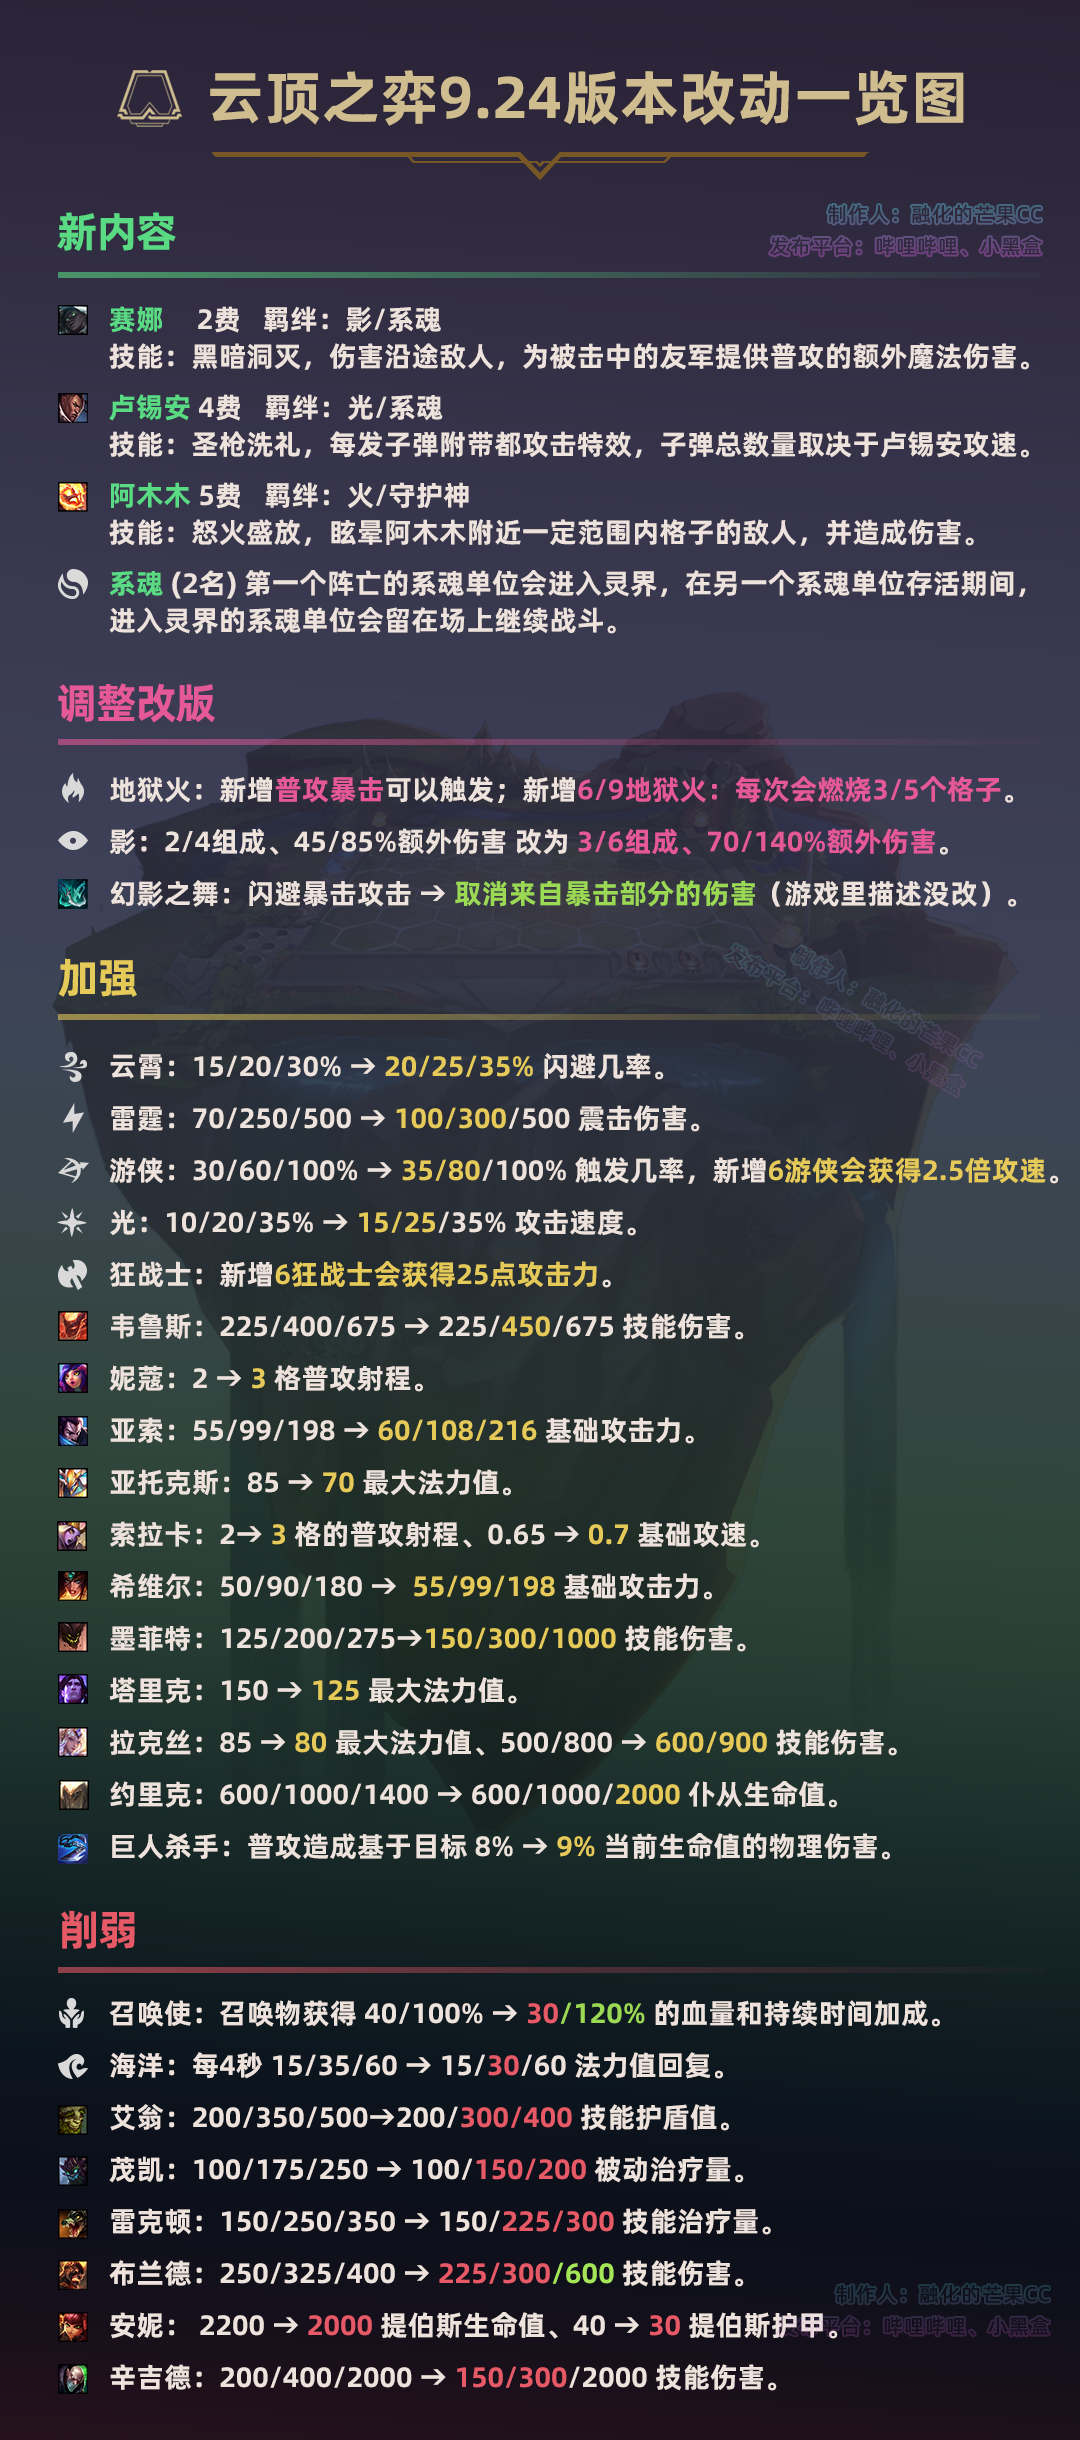 云顶之弈9.24版本改动一览图
制作人：融化的芒果CC
发布平台：哔哩哔哩、小黑盒
新内容
赛娜 2费 羁绊：影/系魂
技能：黑暗洞灭，伤害沿途敌人，为被击中的友军提供普攻的额外魔法伤害。
卢锡安 4费 羁绊：光/系魂
技能：圣枪洗礼，每发子弹附带都攻击特效，子弹总数量取决于卢锡安攻速。
阿木木 5费 羁绊：火/守护神
技能：怒火盛放，眩晕阿木木附近一定范围内格子的敌人，并造成伤害。
系魂 (2名) 第一个阵亡的系魂单位会进入灵界，在另一个系魂单位存活期间，
进入灵界的系魂单位会留在场上继续战斗。
调整改版
地狱火：新增普攻暴击可以触发；新增6/9地狱火：每次会燃烧3/5个格子。
影：2/4组成、45/85%额外伤害 改为 3/6组成、70/140%额外伤害。
幻影之舞：闪避暴击攻击 → 取消来自暴击部分的伤害（游戏里描述没改）。
制作人：融化的芒果CC
发布平台：哔哩哔哩、小黑盒
加强
云霄：15/20/30% → 20/25/35% 闪避几率。
雷霆：70/250/500 → 100/300/500 震击伤害。
游侠：30/60/100% → 35/80/100% 触发几率，新增6游侠会获得2.5倍攻速。
光：10/20/35% → 15/25/35% 攻击速度。
狂战士：新增6狂战士会获得25点攻击力。
韦鲁斯：225/400/675 → 225/450/675 技能伤害。
妮蔻：2 → 3 格普攻射程。
亚索：55/99/198 → 60/108/216 基础攻击力。
亚托克斯：85 → 70 最大法力值。
索拉卡：2→ 3 格的普攻射程、0.65 → 0.7 基础攻速。
希维尔：50/90/180 → 55/99/198 基础攻击力。
墨菲特：125/200/275→150/300/1000 技能伤害。
塔里克：150 → 125 最大法力值。
拉克丝：85 → 80 最大法力值、500/800 → 600/900 技能伤害。
约里克：600/1000/1400 → 600/1000/2000 仆从生命值。
巨人杀手：普攻造成基于目标 8% → 9% 当前生命值的物理伤害。
削弱
召唤使：召唤物获得 40/100% → 30/120% 的血量和持续时间加成。
海洋：每4秒 15/35/60 → 15/30/60 法力值回复。
艾翁：200/350/500→200/300/400 技能护盾值。
茂凯：100/175/250 → 100/150/200 被动治疗量。
雷克顿：150/250/350 → 150/225/300 技能治疗量。
布兰德：250/325/400 → 225/300/600 技能伤害。
安妮： 2200 → 2000 提伯斯生命值、40 → 30 提伯斯护甲。
制作人：融化的芒果CC
发布平台：哔哩哔哩、小黑盒
辛吉德：200/400/2000 → 150/300/2000 技能伤害。